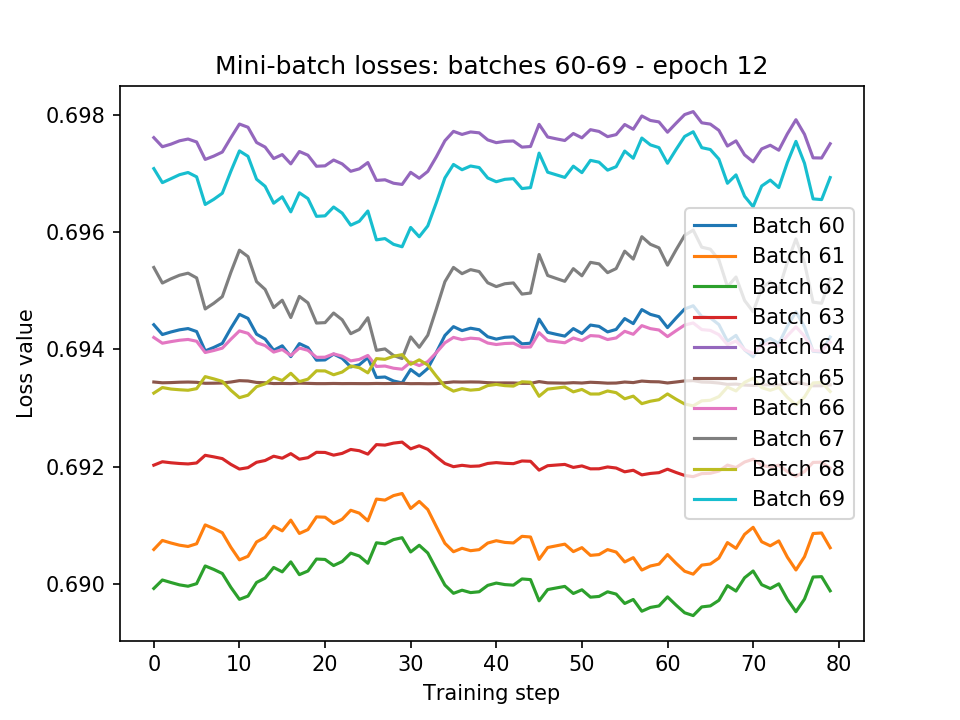 Mini-batch losses: batches 60-69 - epoch 12
Loss value
0.698
0.696
0.694
0.692
0.690
Batch 60
Batch 61
Batch 62
Batch 63
Batch 64
Batch 65
Batch 66
Batch 67
Batch 68
Batch 69
0 10 20 30 40 50 60 70 80
Training step